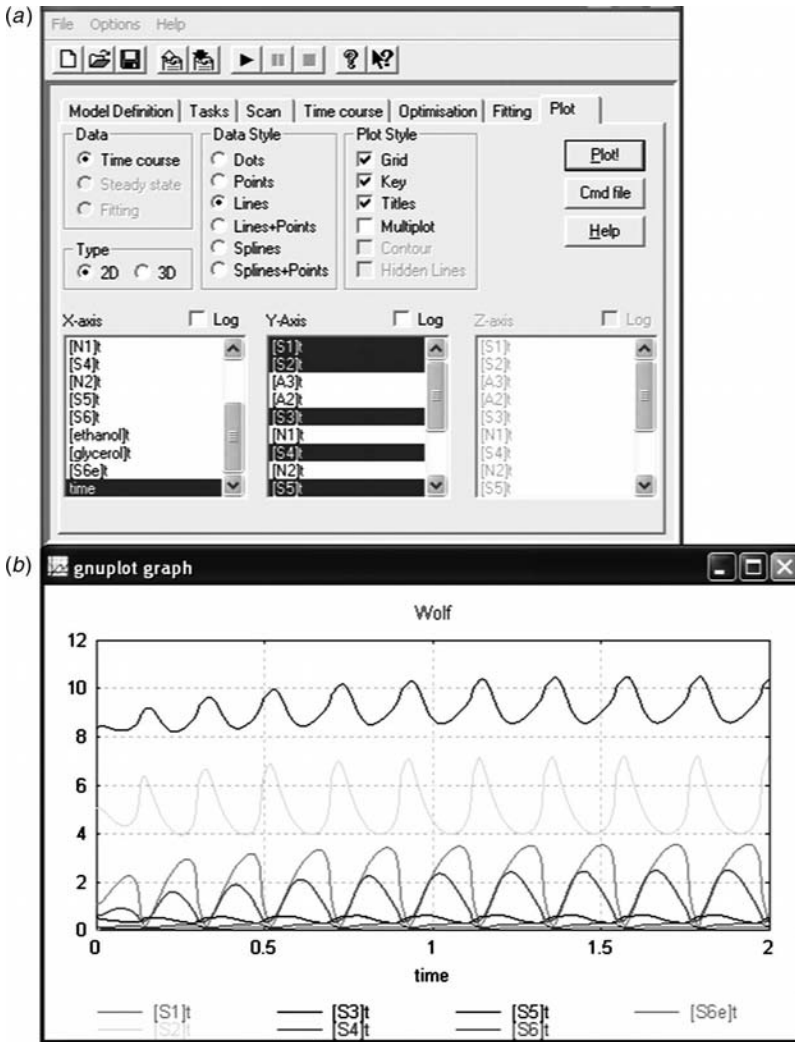 (a)
File Options Help
Model Definition Tasks Scan Time course Optimisation Fitting Plot
Data
Time course
Steady state
Fitting
Type
2D 3D
Data Style
Dots
Points
Lines
Lines+Points
Splines
Splines+Points
Plot Style
Grid
Key
Titles
Multiplot
Contour
Hidden Lines
Plot!
Cmd file
Help
X-axis Log
[N1]t
[S4]t
[N2]t
[S5]t
[S6]t
[ethanol]t
[glycerol]t
[S6e]t
time
Y-Axis Log
[S1]t
[S2]t
[A3]t
[A2]t
[S3]t
[N1]t
[S4]t
[N2]t
[S5]t
Z-axis Log
[S1]t
[S2]t
[A3]t
[A2]t
[S3]t
[N1]t
[S4]t
[N2]t
[S5]t
(b)
gnuplot graph
Wolf
12
10
8
6
4
2
0
0 0.5 1 1.5 2
time
[S1]t [S3]t [S5]t [S6e]t
[S2]t [S4]t [S6]t